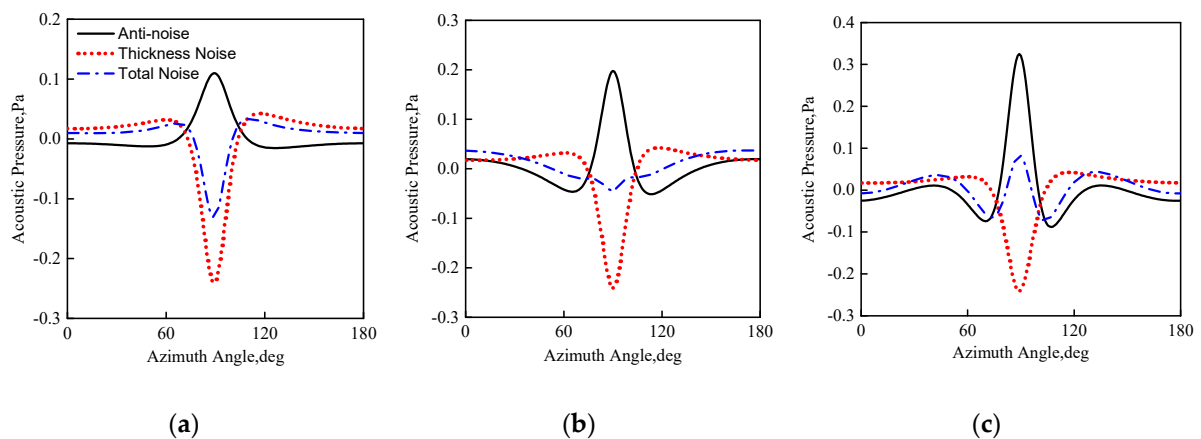 0.2
0.1
0.0
-0.1
-0.2
-0.3
Acoustic Pressure,Pa
Anti-noise
Thickness Noise
Total Noise
0 60 120 180
Azimuth Angle,deg
(a)
0.3
0.2
0.1
0.0
-0.1
-0.2
-0.3
Acoustic Pressure,Pa
0 60 120 180
Azimuth Angle,deg
(b)
0.4
0.3
0.2
0.1
0.0
-0.1
-0.2
-0.3
Acoustic Pressure,Pa
0 60 120 180
Azimuth Angle,deg
(c)